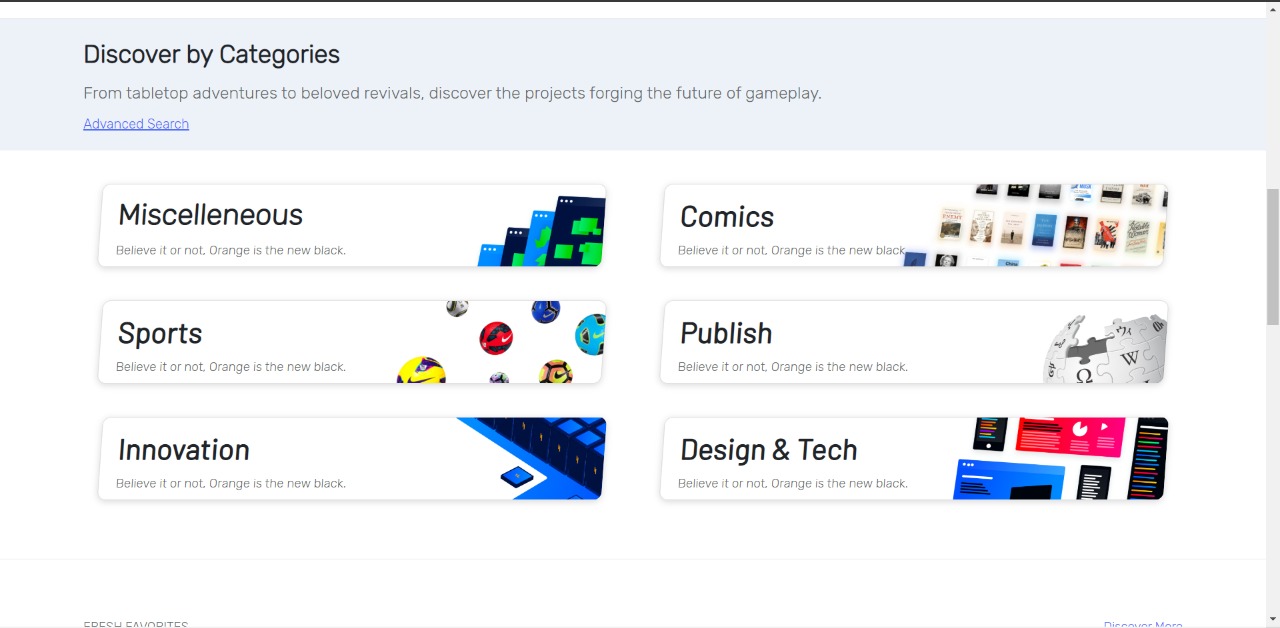 Discover by Categories
From tabletop adventures to beloved revivals, discover the projects forging the future of gameplay.
Advanced Search
Miscelleneous
Believe it or not, Orange is the new black.
Comics
Believe it or not, Orange is the new black.
Sports
Believe it or not, Orange is the new black.
Publish
Believe it or not, Orange is the new black.
Ω
W
Innovation
Believe it or not, Orange is the new black.
Design & Tech
Believe it or not, Orange is the new black.
FRESH FAVORITES
Discover More